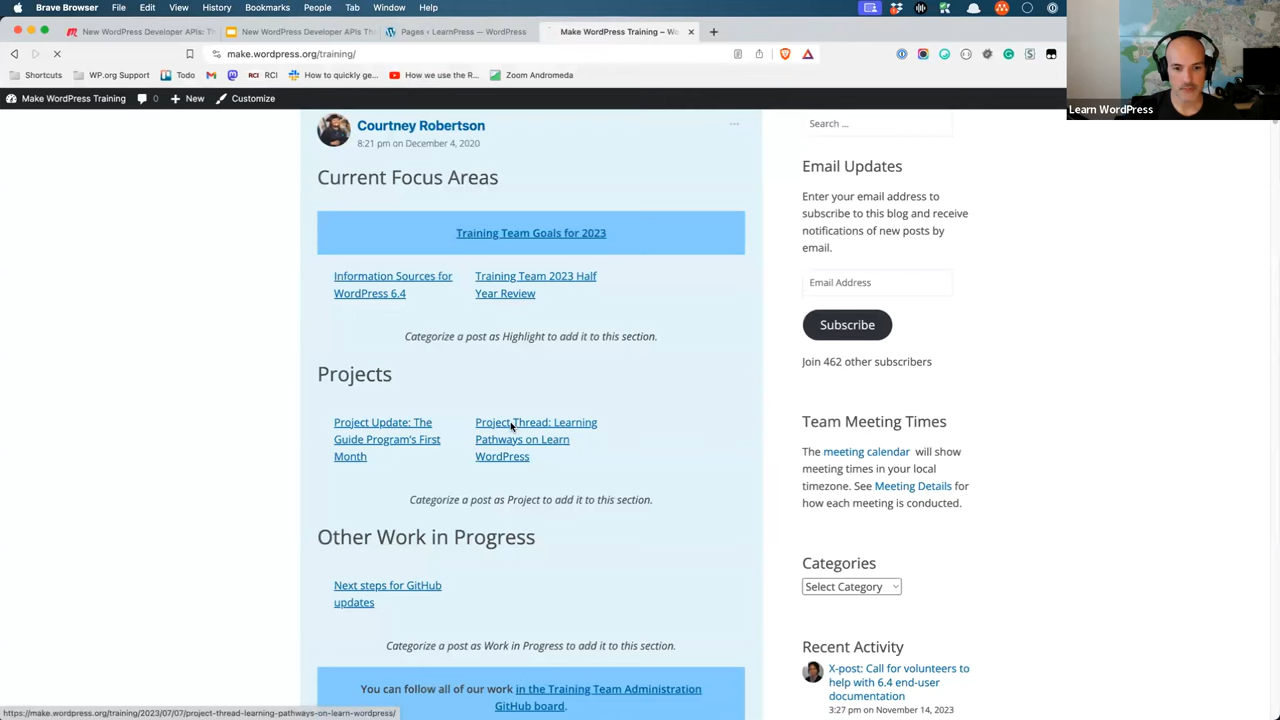 Brave Browser File Edit View History Bookmarks People Tab Window Help
New WordPress Developer APIs: Th
New WordPress Developer APIs Th
Pages ‹ LearnPress — WordPress
Make WordPress Training – Wo
make.wordpress.org/training/
Shortcuts WP.org Support Todo RCI How to quickly ge... How we use the R... Zoom Andromeda
Make WordPress Training 0 New Customize
Learn WordPress
Courtney Robertson
8:21 pm on December 4, 2020
Current Focus Areas
Training Team Goals for 2023
Information Sources for
WordPress 6.4
Training Team 2023 Half
Year Review
Categorize a post as Highlight to add it to this section.
Projects
Project Update: The
Guide Program's First
Month
Project Thread: Learning
Pathways on Learn
WordPress
Categorize a post as Project to add it to this section.
Other Work in Progress
Next steps for GitHub
updates
Categorize a post as Work in Progress to add it to this section.
You can follow all of our work in the Training Team Administration
GitHub board.
Search ...
Email Updates
Enter your email address to
subscribe to this blog and receive
notifications of new posts by
email.
Email Address
Subscribe
Join 462 other subscribers
Team Meeting Times
The meeting calendar will show
meeting times in your local
timezone. See Meeting Details for
how each meeting is conducted.
Categories
Select Category
Recent Activity
X-post: Call for volunteers to
help with 6.4 end-user
documentation
3:27 pm on November 14, 2023
https://make.wordpress.org/training/2023/07/07/project-thread-learning-pathways-on-learn-wordpress/